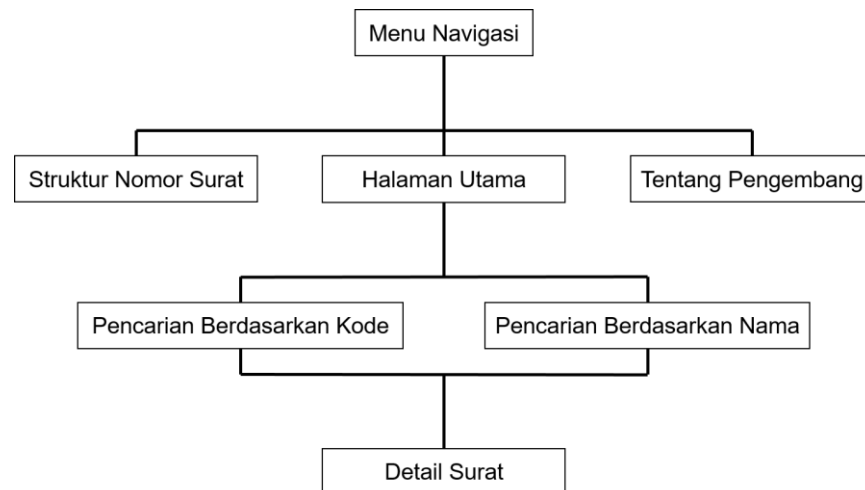 Menu Navigasi
Struktur Nomor Surat
Halaman Utama
Tentang Pengembang
Pencarian Berdasarkan Kode
Pencarian Berdasarkan Nama
Detail Surat